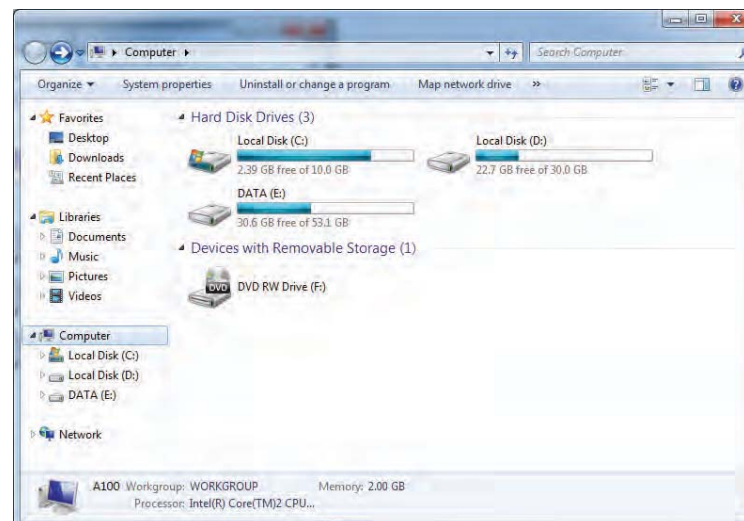 Computer
Search Computer
Organize
System properties
Uninstall or change a program
Map network drive
»
Favorites
Desktop
Downloads
Recent Places
Libraries
Documents
Music
Pictures
Videos
Computer
Local Disk (C:)
Local Disk (D:)
DATA (E:)
Network
Hard Disk Drives (3)
Local Disk (C:)
2.39 GB free of 10.0 GB
Local Disk (D:)
22.7 GB free of 30.0 GB
DATA (E:)
30.6 GB free of 53.1 GB
Devices with Removable Storage (1)
DVD
DVD RW Drive (F:)
A100 Workgroup: WORKGROUP Memory: 2.00 GB
Processor: Intel(R) Core(TM)2 CPU...